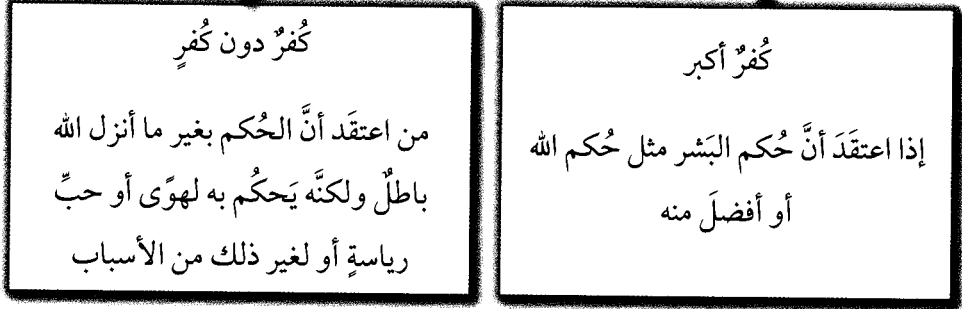 كُفرٌ أكبر
إذا اعتقَدَ أنَّ حُكم البَشر مثل حُكم الله
أو أفضلَ منه
كُفرٌ دون كُفرٍ
من اعتقَد أنَّ الحُكم بغير ما أنزل الله
باطلٌ ولكنَّه يَحكُم به لهوًى أو حبِّ
رياسةٍ أو لغير ذلك من الأسباب